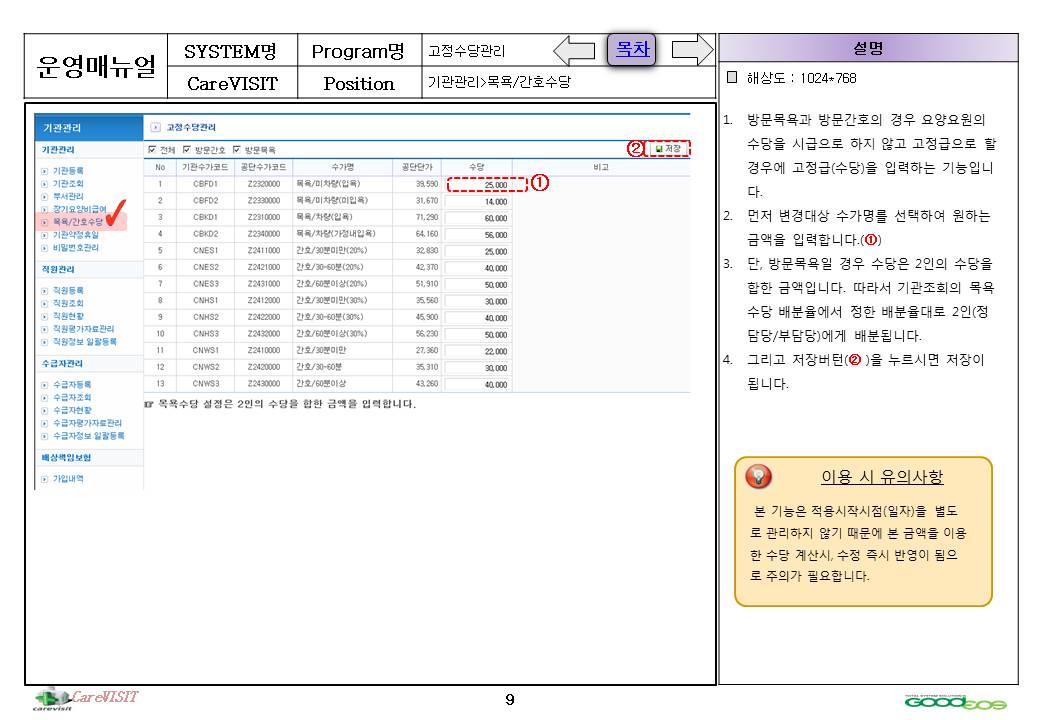 운영매뉴얼
SYSTEM명
Program명
고정수당관리
목차
CareVISIT
Position
기관관리>목욕/간호수당
설명
해상도 : 1024*768
1. 방문목욕과 방문간호의 경우 요양요원의
수당을 시급으로 하지 않고 고정급으로 할
경우에 고정급(수당)을 입력하는 기능입니
다.
2. 먼저 변경대상 수가명를 선택하여 원하는
금액을 입력합니다.(①)
3. 단, 방문목욕일 경우 수당은 2인의 수당을
합한 금액입니다. 따라서 기관조회의 목욕
수당 배분율에서 정한 배분율대로 2인(정
담당/부담당)에게 배분됩니다.
4. 그리고 저장버턴(② )을 누르시면 저장이
됩니다.
이용 시 유의사항
본 기능은 적용시작시점(일자)을 별도
로 관리하지 않기 때문에 본 금액을 이용
한 수당 계산시, 수정 즉시 반영이 됨으
로 주의가 필요합니다.
기관관리
기관관리
기관등록
기관조회
부서관리
장기요양비급여
목욕/간호수당
기관약정휴일
비밀번호관리
직원관리
직원등록
직원조회
직원현황
직원평가자료관리
직원정보 일괄등록
수급자관리
수급자등록
수급자조회
수급자현황
수급자평가자료관리
수급자정보 일괄등록
배상책임보험
가입내역
고정수당관리
전체 방문간호 방문목욕 ② 저장
No 기관수가코드 공단수가코드 수가명 공단단가 수당 비고
1 CBFD1 Z2320000 목욕/미차량(입욕) 39,590 25,000 ①
2 CBFD2 Z2330000 목욕/미차량(미입욕) 31,670 14,000
3 CBKD1 Z2310000 목욕/차량(입욕) 71,290 60,000
4 CBKD2 Z2340000 목욕/차량(가정내입욕) 64,160 56,000
5 CNES1 Z2411000 간호/30분미만(20%) 32,830 25,000
6 CNES2 Z2421000 간호/30-60분(20%) 42,370 40,000
7 CNES3 Z2431000 간호/60분이상(20%) 51,910 50,000
8 CNHS1 Z2412000 간호/30분미만(30%) 35,560 30,000
9 CNHS2 Z2422000 간호/30-60분(30%) 45,900 40,000
10 CNHS3 Z2432000 간호/60분이상(30%) 56,230 50,000
11 CNWS1 Z2410000 간호/30분미만 27,360 22,000
12 CNWS2 Z2420000 간호/30-60분 35,310 30,000
13 CNWS3 Z2430000 간호/60분이상 43,260 40,000
☞ 목욕수당 설정은 2인의 수당을 합한 금액을 입력합니다.
CareVISIT
carevisit
9
TOTAL SYSTEM SOLUTION
GOODEOS